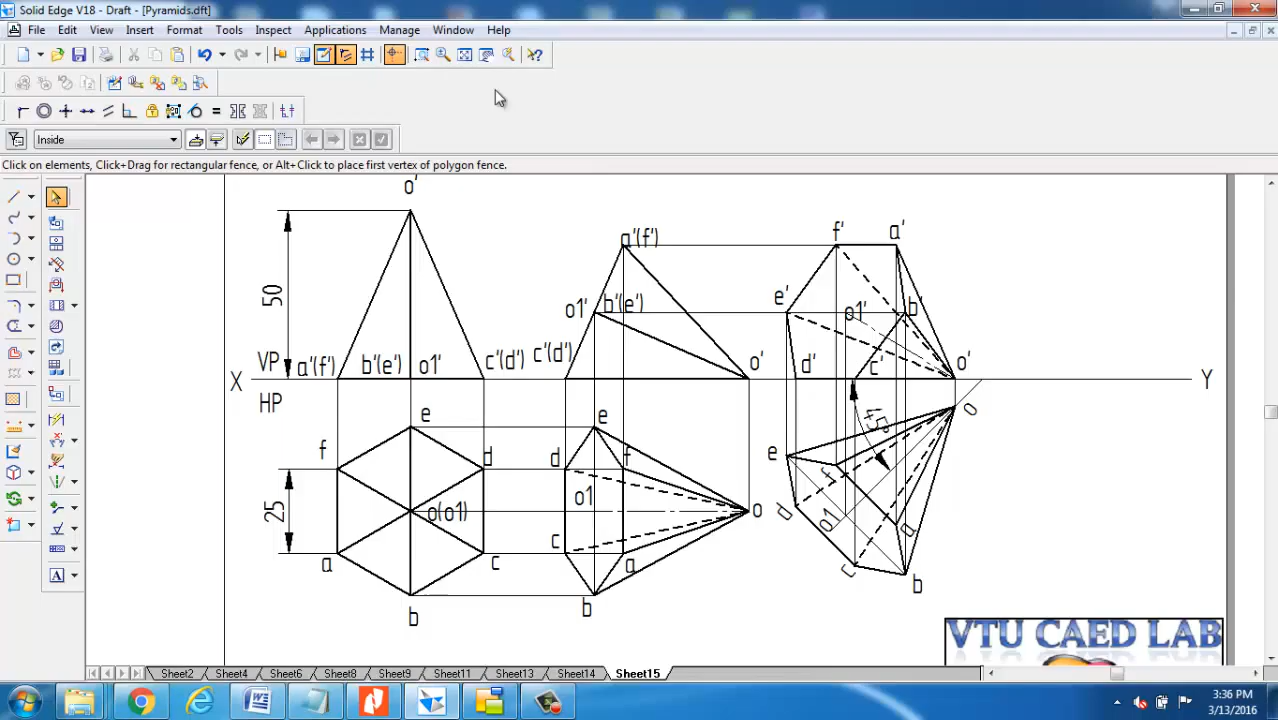 Solid Edge V18 - Draft - [Pyramids.dft]
File Edit View Insert Format Tools Inspect Applications Manage Window Help
Inside
Click on elements, Click+Drag for rectangular fence, or Alt+Click to place first vertex of polygon fence.
o'
a'(f') f' a'
50 e' o1' b'
o1' b'(e')
VP a'(f') b'(e') o1' c'(d') c'(d') o' d' c' o'
X Y
HP
45°
e e o
f d d f e f
25 o(o1) o1 o d o1 a
a c c a c
b b b
VTU CAED LAB
Sheet2 Sheet4 Sheet6 Sheet8 Sheet9 Sheet11 Sheet13 Sheet14 Sheet15
A
3:36 PM
3/13/2016